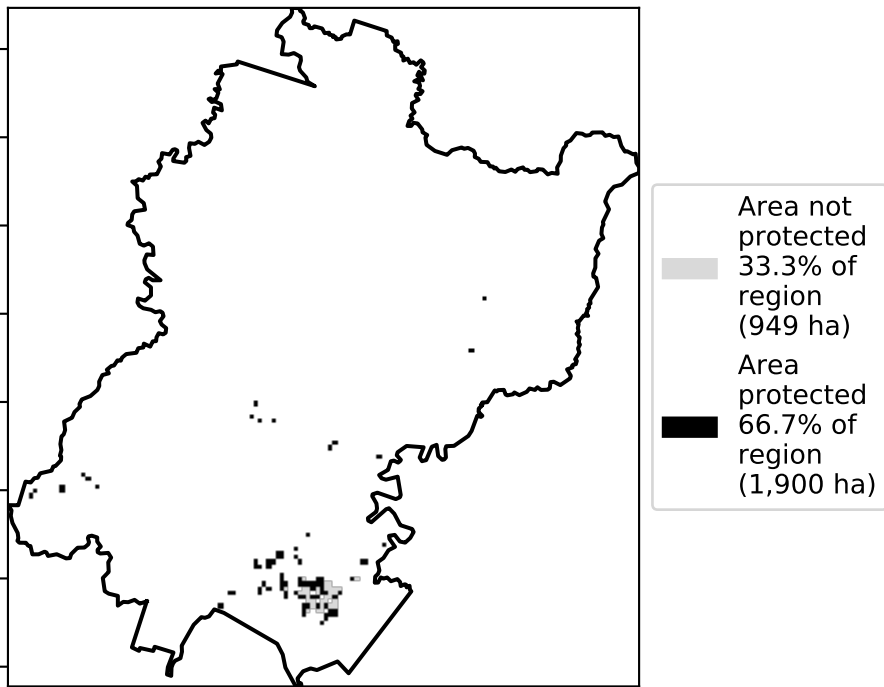 Area not
protected
33.3% of
region
(949 ha)
Area
protected
66.7% of
region
(1,900 ha)